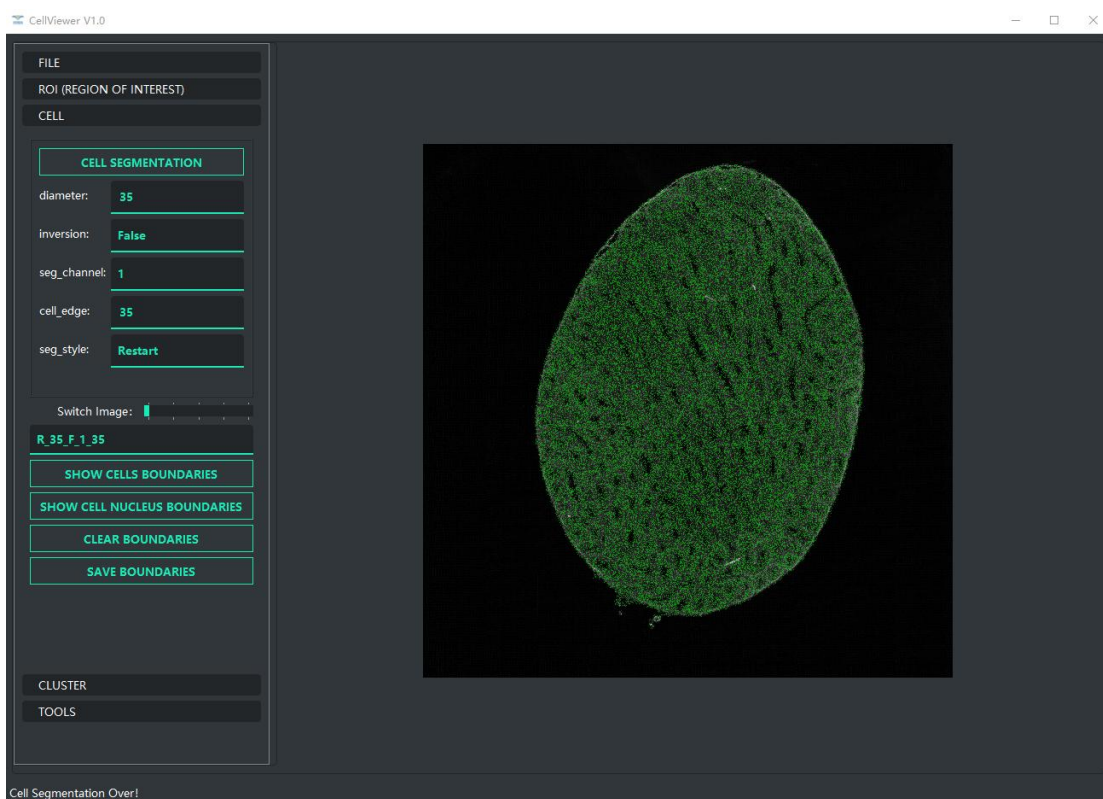 CellViewer V1.0
FILE
ROI (REGION OF INTEREST)
CELL
CELL SEGMENTATION
diameter: 35
inversion: False
seg_channel: 1
cell_edge: 35
seg_style: Restart
Switch Image:
R_35_F_1_35
SHOW CELLS BOUNDARIES
SHOW CELL NUCLEUS BOUNDARIES
CLEAR BOUNDARIES
SAVE BOUNDARIES
CLUSTER
TOOLS
Cell Segmentation Over!